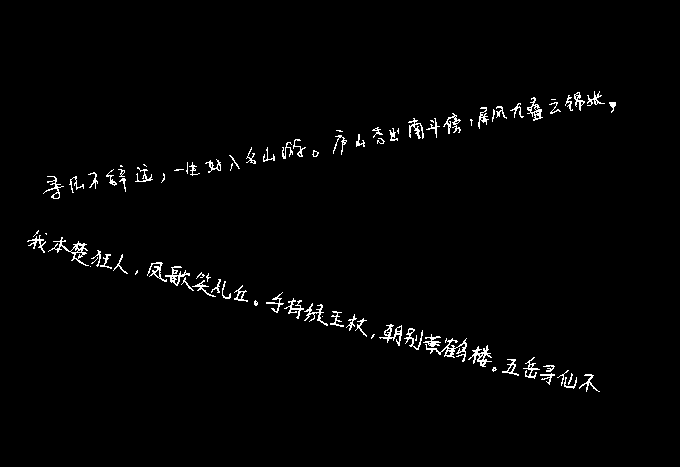 寻仙不辞远，一生好入名山游。庐山秀出南斗傍，屏风九叠云锦张，
我本楚狂人，凤歌笑孔丘。手持绿玉杖，朝别黄鹤楼。五岳寻仙不